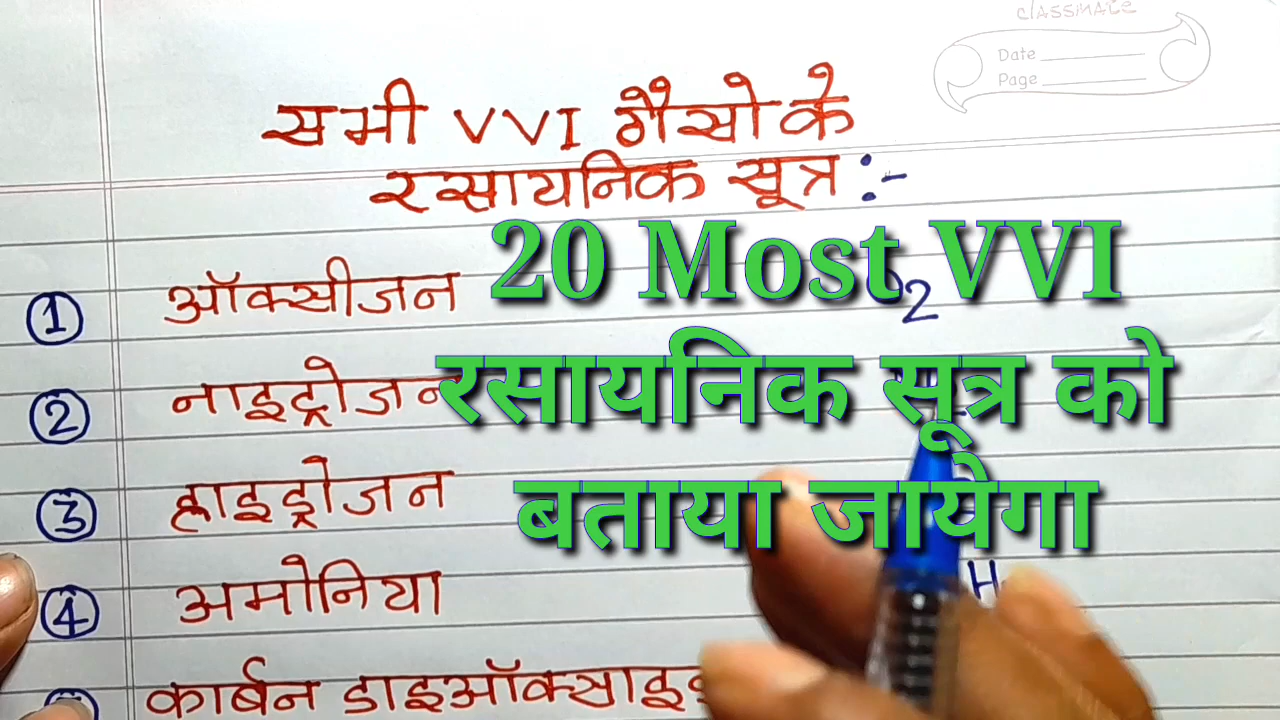 classmate
Date
Page
सभी VVI गैसो के
रसायनिक सूत्र :-
20 Most VVI
① ऑक्सीजन 2
रसायनिक सूत्र को
② नाइट्रोजन
बताया जायेगा
③ हाइड्रोजन
④ अमोनिया H
कार्बन डाइऑक्साइड